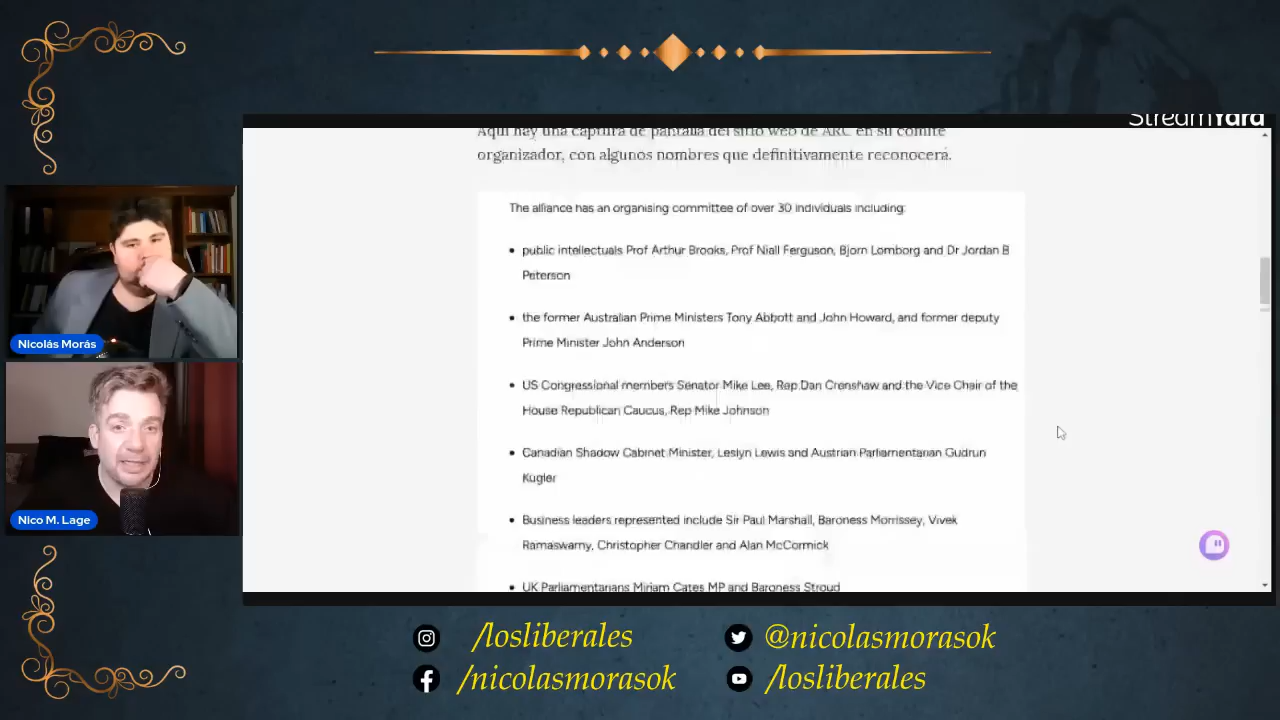 StreamYard
Aquí hay una captura de pantalla del sitio web de ARC en su comité
organizador, con algunos nombres que definitivamente reconocerá.
The alliance has an organising committee of over 30 individuals including:
• public intellectuals Prof Arthur Brooks, Prof Niall Ferguson, Bjorn Lomborg and Dr Jordan B
Peterson
• the former Australian Prime Ministers Tony Abbott and John Howard, and former deputy
Prime Minister John Anderson
• US Congressional members Senator Mike Lee, Rep Dan Crenshaw and the Vice Chair of the
House Republican Caucus, Rep Mike Johnson
• Canadian Shadow Cabinet Minister, Leslyn Lewis and Austrian Parliamentarian Gudrun
Kugler
• Business leaders represented include Sir Paul Marshall, Baroness Morrissey, Vivek
Ramaswamy, Christopher Chandler and Alan McCormick
• UK Parliamentarians Miriam Cates MP and Baroness Stroud
Nicolás Morás
Nico M. Lage
/losliberales
@nicolasmorasok
/nicolasmorasok
/losliberales